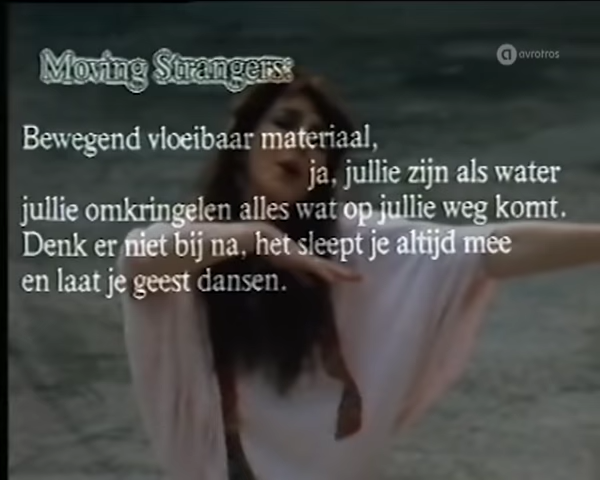 avrotros
Moving Strangers:
Bewegend vloeibaar materiaal,
ja, jullie zijn als water
jullie omkringelen alles wat op jullie weg komt.
Denk er niet bij na, het sleept je altijd mee
en laat je geest dansen.